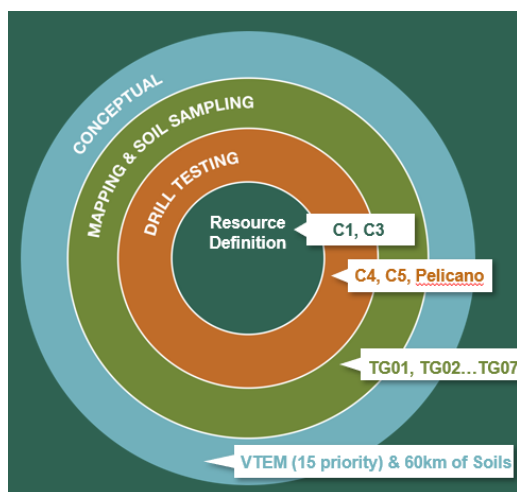 CONCEPTUAL
MAPPING & SOIL SAMPLING
DRILL TESTING
Resource
Definition
C1, C3
C4, C5, Pelicano
TG01, TG02...TG07
VTEM (15 priority) & 60km of Soils